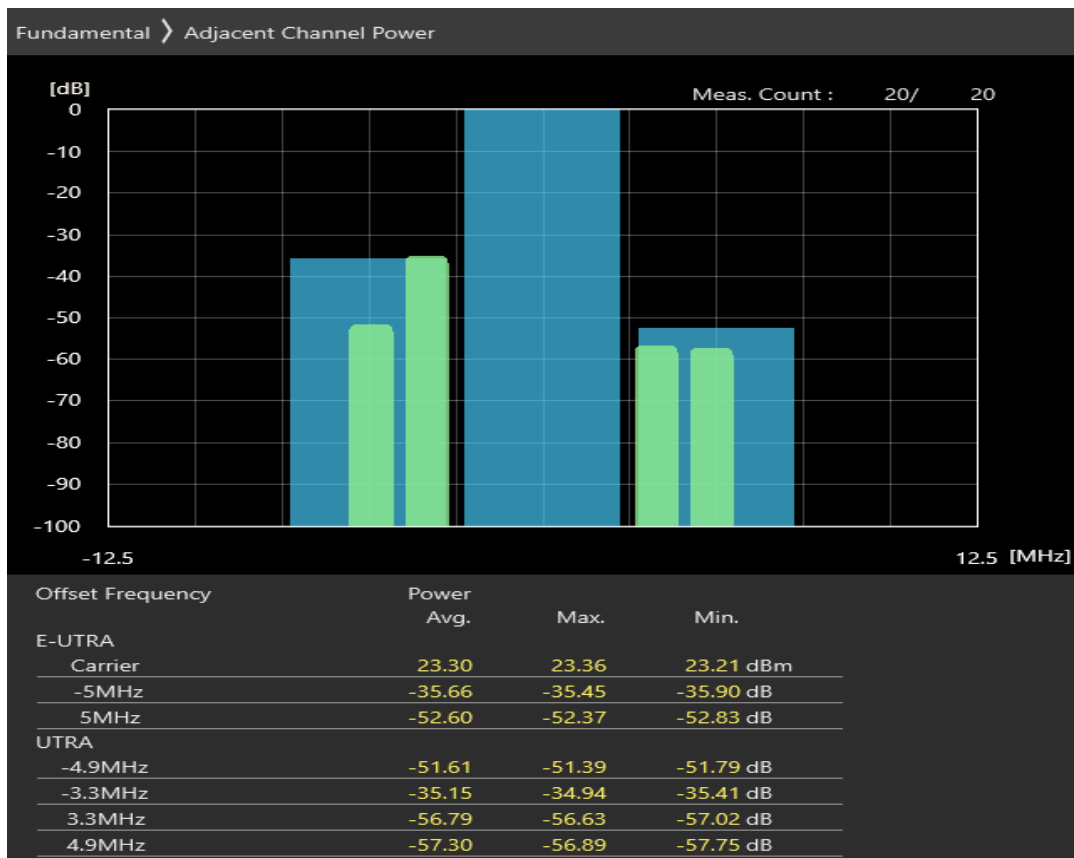 Fundamental 》 Adjacent Channel Power
[dB]
Meas. Count : 20/ 20
0
-10
-20
-30
-40
-50
-60
-70
-80
-90
-100
-12.5 12.5 [MHz]
Offset Frequency Power
Avg. Max. Min.
E-UTRA
Carrier 23.30 23.36 23.21 dBm
-5MHz -35.66 -35.45 -35.90 dB
5MHz -52.60 -52.37 -52.83 dB
UTRA
-4.9MHz -51.61 -51.39 -51.79 dB
-3.3MHz -35.15 -34.94 -35.41 dB
3.3MHz -56.79 -56.63 -57.02 dB
4.9MHz -57.30 -56.89 -57.75 dB